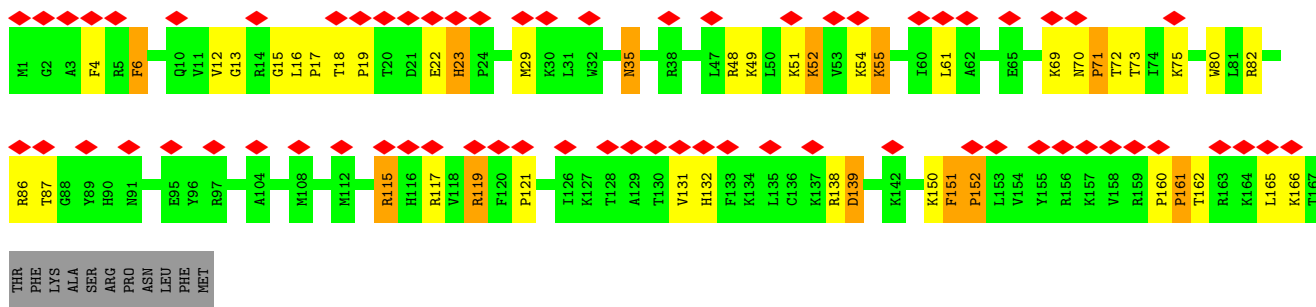 M1 G2 A3 F4 R5 F6 Q10 V11 V12 G13 R14 G15 L16 P17 T18 P19 T20 D21 E22 H23 P24 M29 K30 L31 W32 N35 R38 L47 R48 K49 L50 K51 K52 V53 K54 K55 I60 L61 A62 E65 K69 N70 P71 T72 T73 I74 K75 W80 L81 R82
R86 T87 G88 Y89 H90 N91 E95 Y96 R97 A104 M108 M112 R115 H116 R117 V118 R119 F120 P121 I126 K127 T128 A129 T130 V131 H132 F133 K134 L135 C136 K137 R138 D139 K142 K150 F151 P152 L153 V154 Y155 R156 K157 V158 R159 P160 P161 T162 R163 K164 L165 K166 T167
THR PHE LYS ALA SER ARG PRO ASN LEU PHE MET